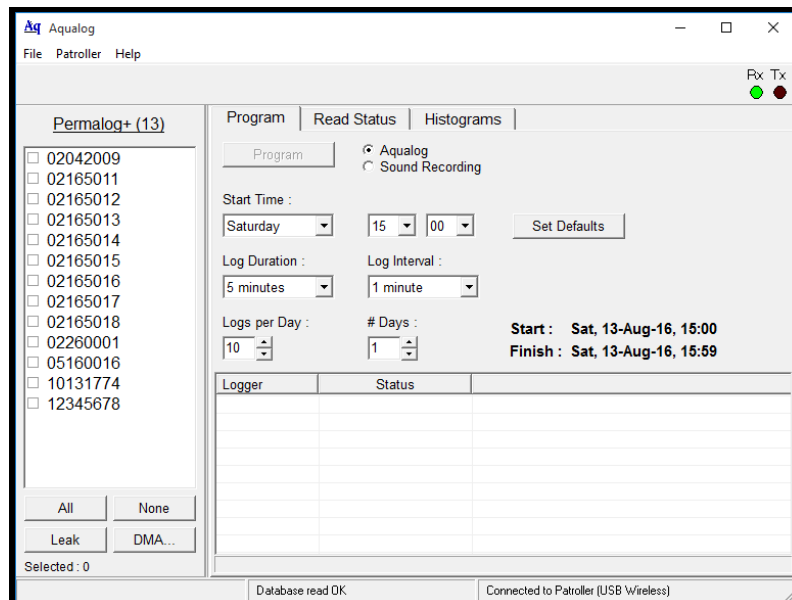 Aq Aqualog
File Patroller Help
Rx Tx
Permalog+ (13)
02042009
02165011
02165012
02165013
02165014
02165015
02165016
02165017
02165018
02260001
05160016
10131774
12345678
All None
Leak DMA...
Selected : 0
Program Read Status Histograms
Program
Aqualog
Sound Recording
Start Time :
Saturday 15 00 Set Defaults
Log Duration : Log Interval :
5 minutes 1 minute
Logs per Day : # Days :
10 1
Start : Sat, 13-Aug-16, 15:00
Finish : Sat, 13-Aug-16, 15:59
Logger Status
Database read OK Connected to Patroller (USB Wireless)